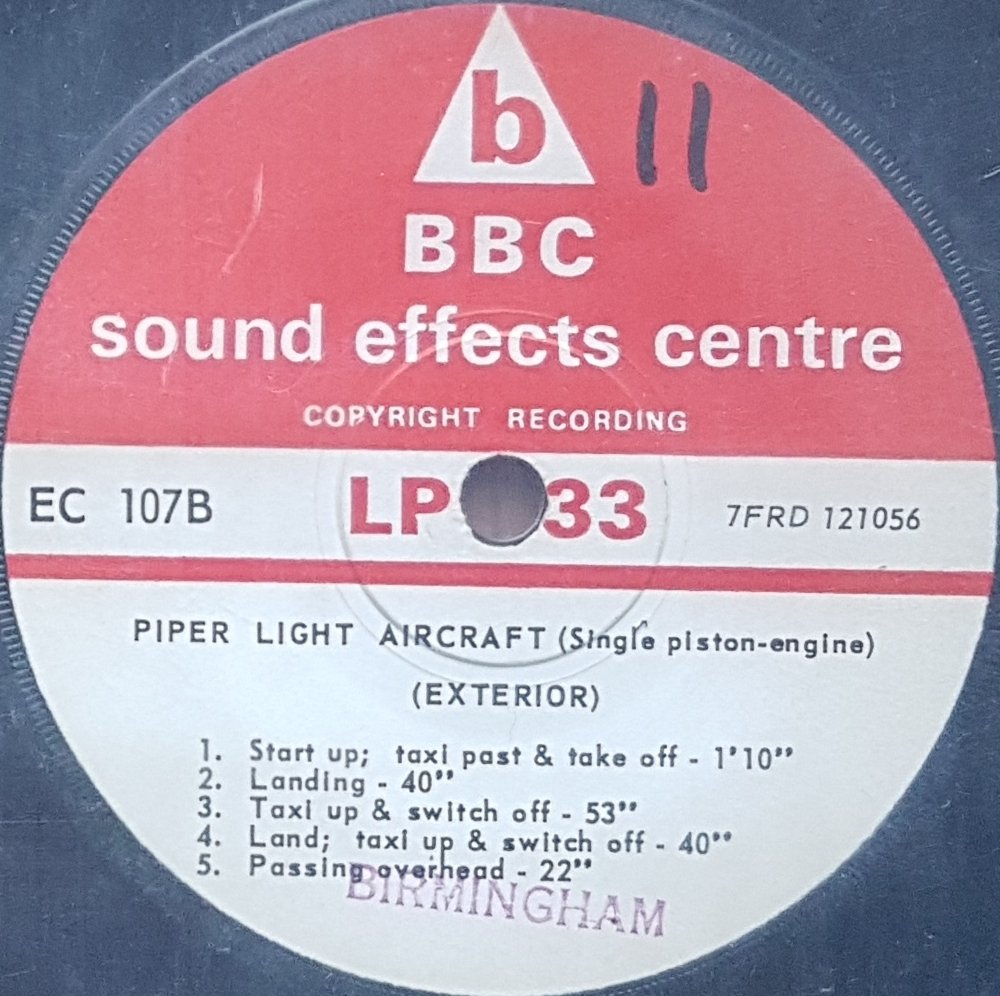 b 11
BBC
sound effects centre
COPYRIGHT RECORDING
EC 107B LP 33 7FRD 121056
PIPER LIGHT AIRCRAFT (Single piston-engine)
(EXTERIOR)
1. Start up; taxi past & take off - 1'10"
2. Landing - 40"
3. Taxi up & switch off - 53"
4. Land; taxi up & switch off - 40"
5. Passing overhead - 22"
BIRMINGHAM